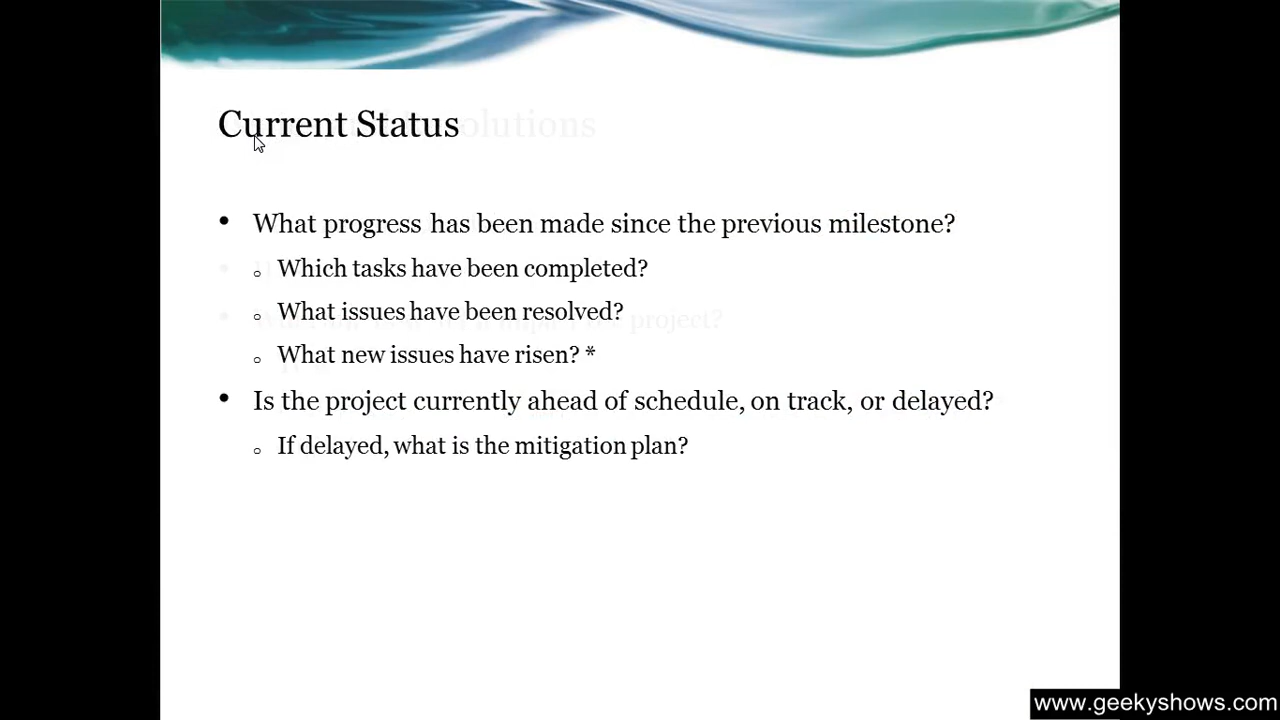 Current Status
• What progress has been made since the previous milestone?
o Which tasks have been completed?
o What issues have been resolved?
o What new issues have risen? *
• Is the project currently ahead of schedule, on track, or delayed?
o If delayed, what is the mitigation plan?
www.geekyshows.com